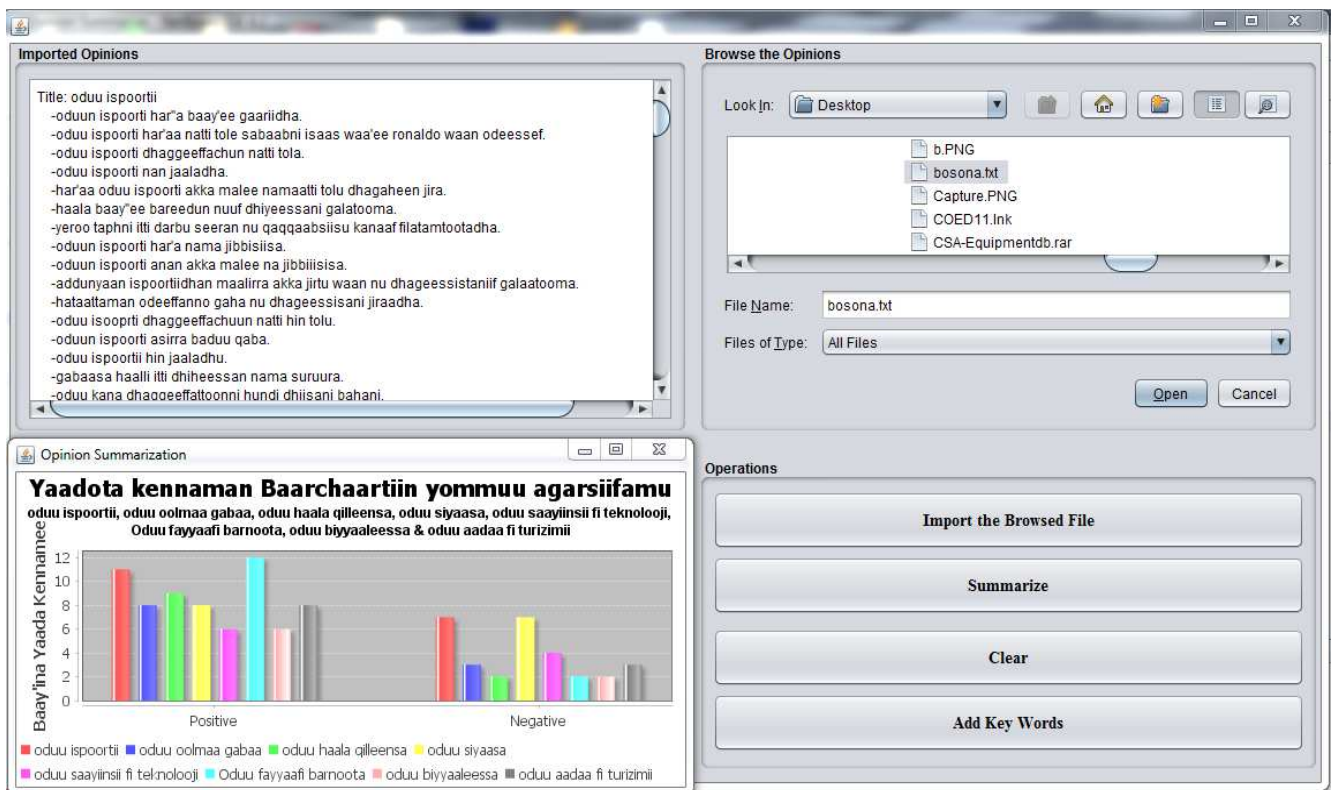 Imported Opinions
Title: oduu ispoortii
-oduun ispoorti har"a baay'ee gaariidha.
-oduu ispoorti har'aa natti tole sabaabni isaas waa'ee ronaldo waan odeessef.
-oduu ispoorti dhaggeeffachun natti tola.
-oduu ispoorti nan jaaladha.
-har'aa oduu ispoorti akka malee namaatti tolu dhagaheen jira.
-haala baay"ee bareedun nuuf dhiyeessani galatooma.
-yeroo taphni itti darbu seeran nu qaqqaabsiisu kanaaf filatamtootadha.
-oduun ispoorti har'a nama jibbisiisa.
-oduun ispoorti anan akka malee na jibbiiisisa.
-addunyaan ispoortiidhan maalirra akka jirtu waan nu dhageessistaniif galaatooma.
-hataattaman odeeffanno gaha nu dhageessisani jiraadha.
-oduu isooprti dhaggeeffachuun natti hin tolu.
-oduun ispoorti asirra baduu qaba.
-oduu ispoortii hin jaaladhu.
-gabaasa haalli itti dhiheessan nama suruura.
-oduu kana dhaggeeffattoonni hundi dhiisani bahani.
Browse the Opinions
Look In: Desktop
b.PNG
bosona.txt
Capture.PNG
COED11.lnk
CSA-Equipmentdb.rar
File Name: bosona.txt
Files of Type: All Files
Open Cancel
Opinion Summarization
Yaadota kennaman Baarchaartiin yommuu agarsiifamu
oduu ispoortii, oduu oolmaa gabaa, oduu haala qilleensa, oduu siyaasa, oduu saayiinsii fi teknolooji,
Oduu fayyaafi barnoota, oduu biyyaaleessa & oduu aadaa fi turizimii
Baay'ina Yaada Kennamee
12
10
8
6
4
2
0
Positive Negative
oduu ispoortii oduu oolmaa gabaa oduu haala qilleensa oduu siyaasa
oduu saayiinsii fi teknolooji Oduu fayyaafi barnoota oduu biyyaaleessa oduu aadaa fi turizimii
Operations
Import the Browsed File
Summarize
Clear
Add Key Words